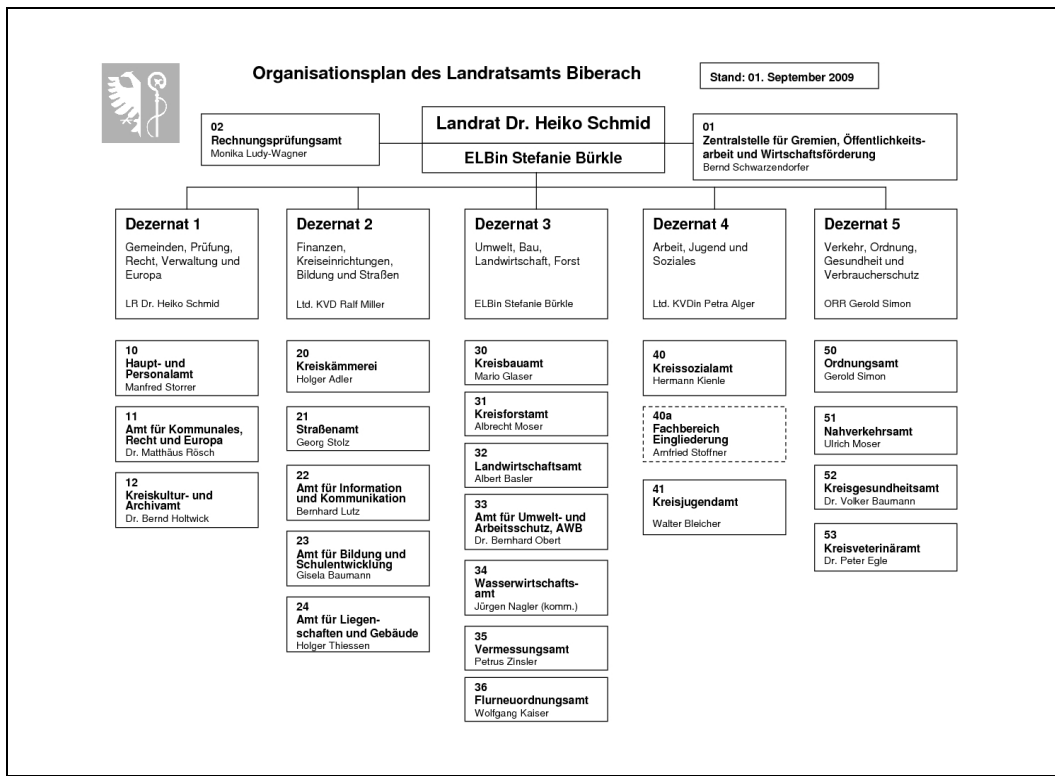 Organisationsplan des Landratsamts Biberach
Stand: 01. September 2009
02
Rechnungsprüfungsamt
Monika Ludy-Wagner
Landrat Dr. Heiko Schmid
ELBin Stefanie Bürkle
01
Zentralstelle für Gremien, Öffentlichkeits-
arbeit und Wirtschaftsförderung
Bernd Schwarzendorfer
Dezernat 1
Gemeinden, Prüfung,
Recht, Verwaltung und
Europa
LR Dr. Heiko Schmid
Dezernat 2
Finanzen,
Kreiseinrichtungen,
Bildung und Straßen
Ltd. KVD Ralf Miller
Dezernat 3
Umwelt, Bau,
Landwirtschaft, Forst
ELBin Stefanie Bürkle
Dezernat 4
Arbeit, Jugend und
Soziales
Ltd. KVDin Petra Alger
Dezernat 5
Verkehr, Ordnung,
Gesundheit und
Verbraucherschutz
ORR Gerold Simon
10
Haupt- und
Personalamt
Manfred Storrer
11
Amt für Kommunales,
Recht und Europa
Dr. Matthäus Rösch
12
Kreiskultur- und
Archivamt
Dr. Bernd Holtwick
20
Kreiskämmerei
Holger Adler
21
Straßenamt
Georg Stolz
22
Amt für Information
und Kommunikation
Bernhard Lutz
23
Amt für Bildung und
Schulentwicklung
Gisela Baumann
24
Amt für Liegen-
schaften und Gebäude
Holger Thiessen
30
Kreisbauamt
Mario Glaser
31
Kreisforstamt
Albrecht Moser
32
Landwirtschaftsamt
Albert Basler
33
Amt für Umwelt- und
Arbeitsschutz, AWB
Dr. Bernhard Obert
34
Wasserwirtschafts-
amt
Jürgen Nagler (komm.)
35
Vermessungsamt
Petrus Zinsler
36
Flurneuordnungsamt
Wolfgang Kaiser
40
Kreissozialamt
Hermann Kienle
40a
Fachbereich
Eingliederung
Arnfried Stoffner
41
Kreisjugendamt
Walter Bleicher
50
Ordnungsamt
Gerold Simon
51
Nahverkehrsamt
Ulrich Moser
52
Kreisgesundheitsamt
Dr. Volker Baumann
53
Kreisveterinäramt
Dr. Peter Egle